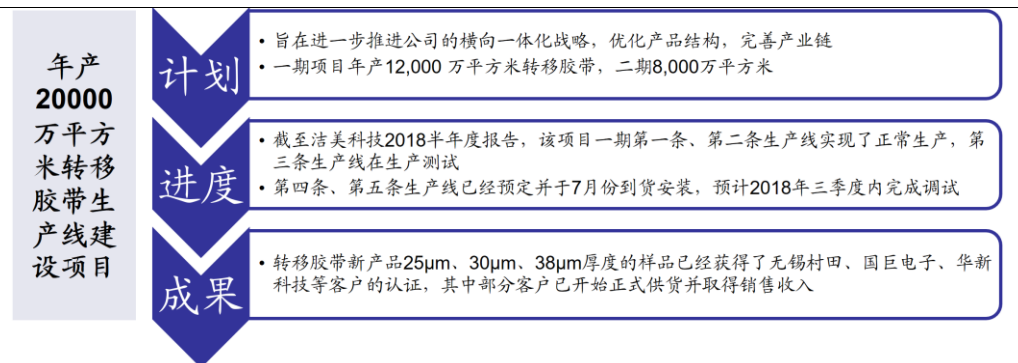 年产
20000
万平方
米转移
胶带生
产线建
设项目
计划
• 旨在进一步推进公司的横向一体化战略，优化产品结构，完善产业链
• 一期项目年产12,000 万平方米转移胶带，二期8,000万平方米
进度
• 截至洁美科技2018半年度报告，该项目一期第一条、第二条生产线实现了正常生产，第
三条生产线在生产测试
• 第四条、第五条生产线已经预定并于7月份到货安装，预计2018年三季度内完成调试
成果
• 转移胶带新产品25μm、30μm、38μm厚度的样品已经获得了无锡村田、国巨电子、华新
科技等客户的认证，其中部分客户已开始正式供货并取得销售收入